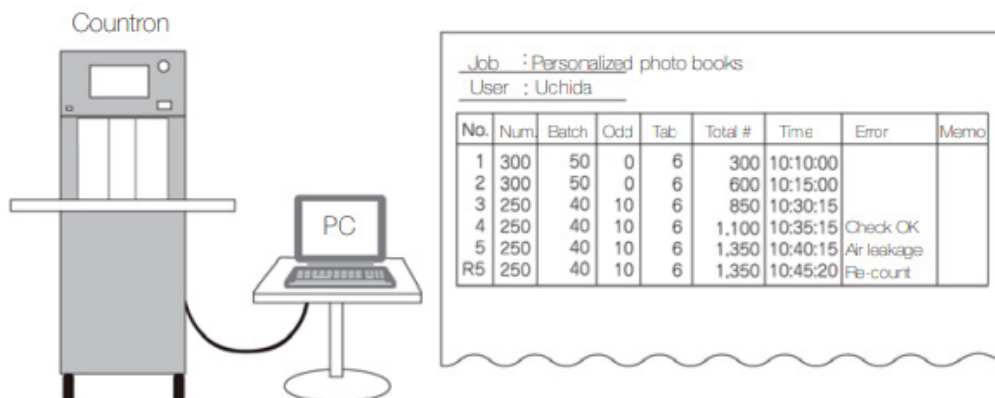 Countron
PC
Job : Personalized photo books
User : Uchida
No. Num. Batch Odd Tab Total # Time Error Memo
1 300 50 0 6 300 10:10:00
2 300 50 0 6 600 10:15:00
3 250 40 10 6 850 10:30:15
4 250 40 10 6 1,100 10:35:15 Check OK
5 250 40 10 6 1,350 10:40:15 Air leakage
R5 250 40 10 6 1,350 10:45:20 Re-count